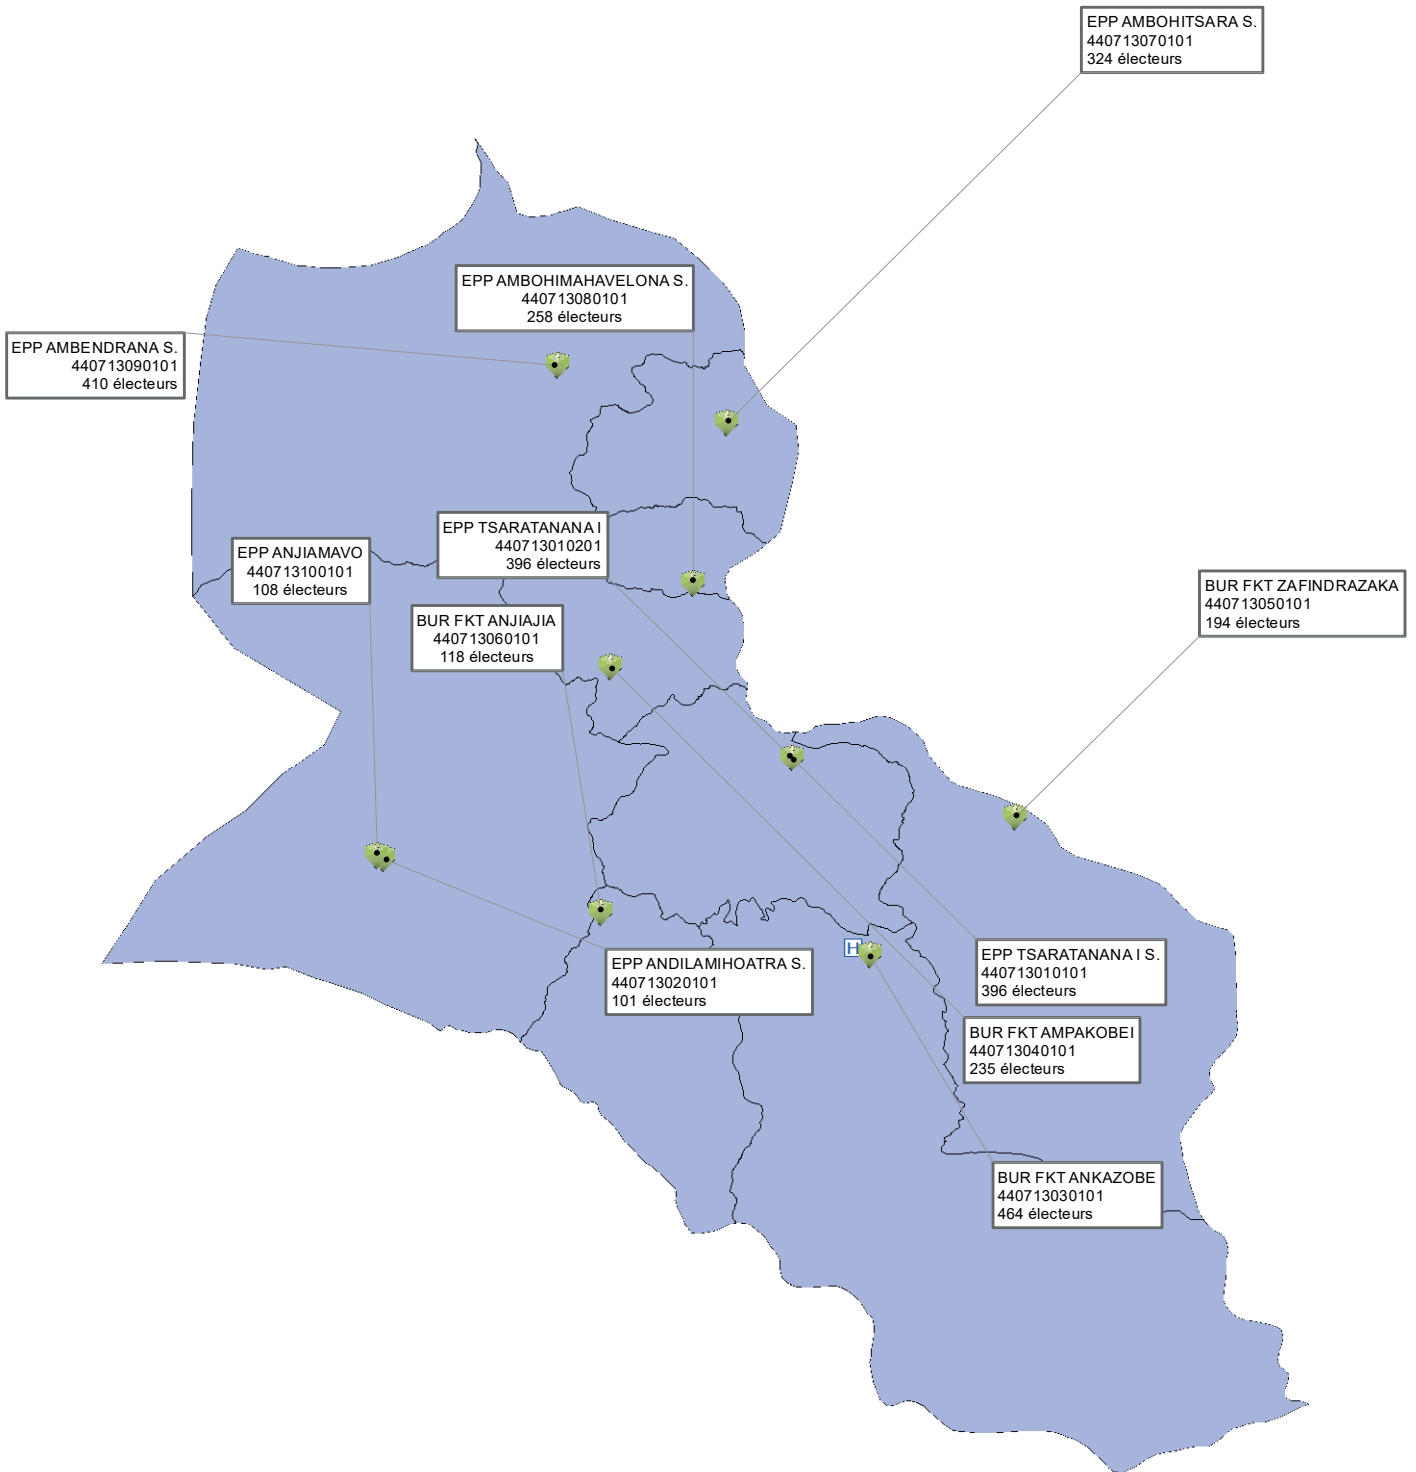 EPP AMBOHITSARA S.
440713070101
324 électeurs
EPP AMBOHIMAHAVELONA S.
440713080101
258 électeurs
EPP AMBENDRANA S.
440713090101
410 électeurs
EPP TSARATANANA I
440713010201
396 électeurs
EPP ANJIAMAVO
440713100101
108 électeurs
BUR FKT ZAFINDRAZAKA
440713050101
194 électeurs
BUR FKT ANJIAJIA
440713060101
118 électeurs
H
EPP TSARATANANA I S.
440713010101
396 électeurs
EPP ANDILAMIHOATRA S.
440713020101
101 électeurs
BUR FKT AMPAKOBEI
440713040101
235 électeurs
BUR FKT ANKAZOBE
440713030101
464 électeurs